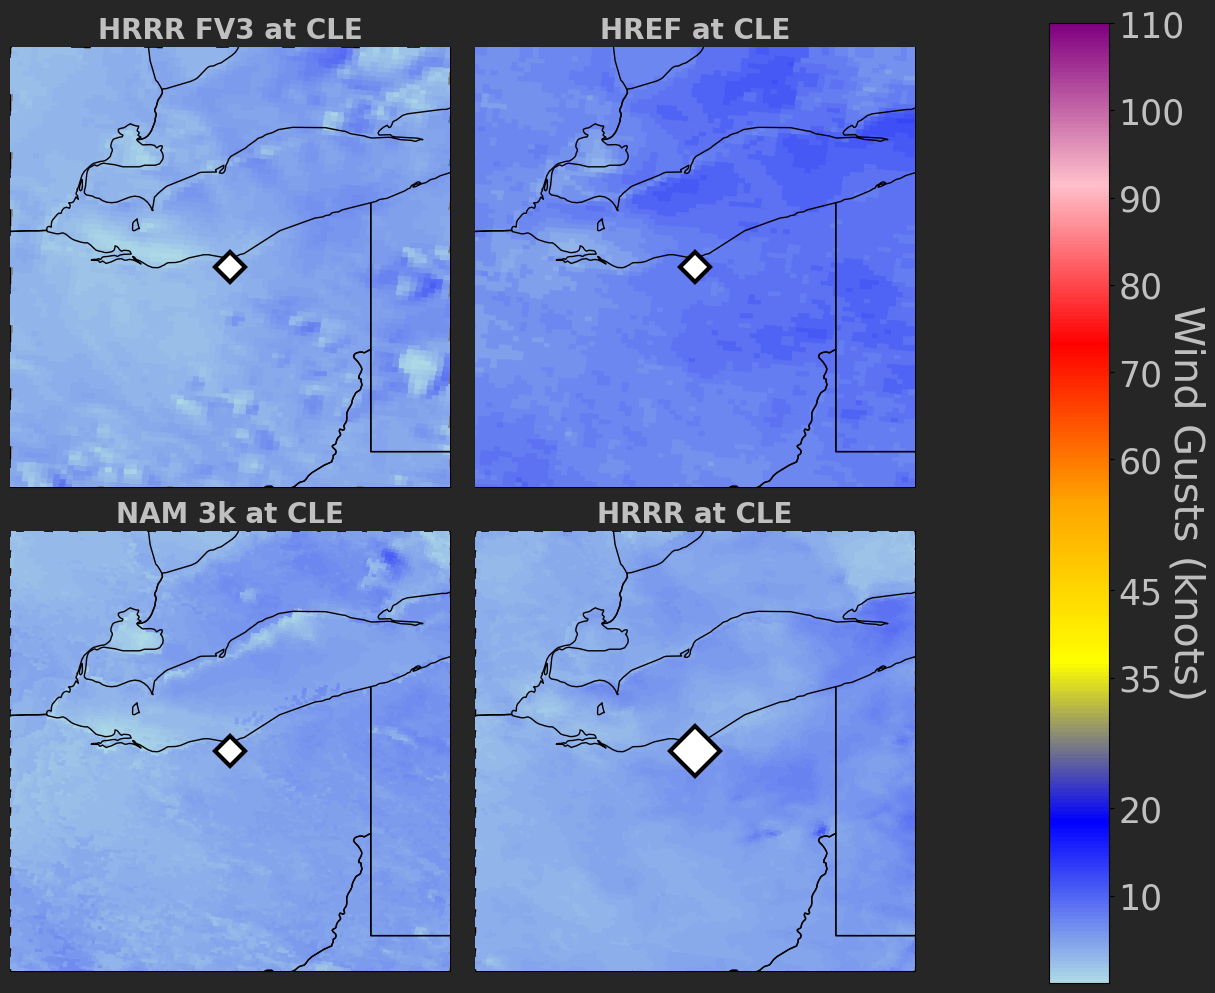 HRRR FV3 at CLE
HREF at CLE
NAM 3k at CLE
HRRR at CLE
110
100
90
80
70
60
45
35
20
10
Wind Gusts (knots)